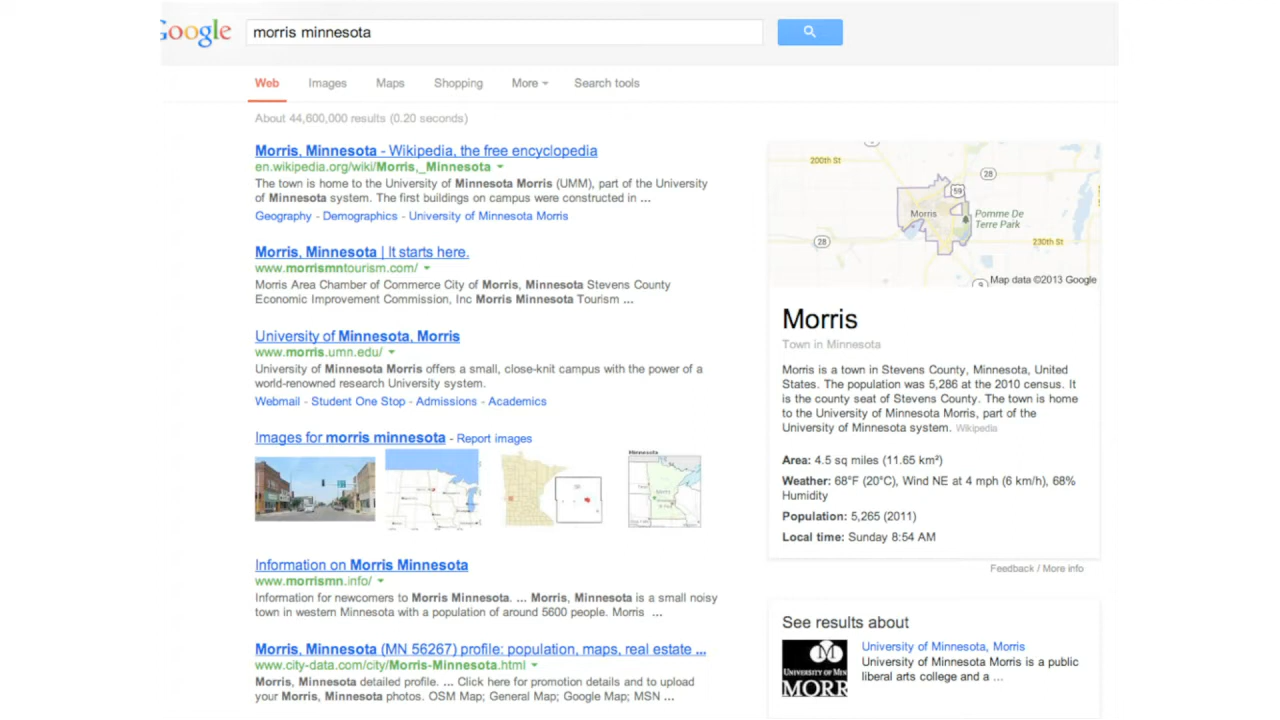 Google
morris minnesota
Web Images Maps Shopping More Search tools
About 44,600,000 results (0.20 seconds)
Morris, Minnesota - Wikipedia, the free encyclopedia
en.wikipedia.org/wiki/Morris,_Minnesota
The town is home to the University of Minnesota Morris (UMM), part of the University
of Minnesota system. The first buildings on campus were constructed in ...
Geography - Demographics - University of Minnesota Morris
Morris, Minnesota | It starts here.
www.morrismntourism.com/
Morris Area Chamber of Commerce City of Morris, Minnesota Stevens County
Economic Improvement Commission, Inc Morris Minnesota Tourism ...
University of Minnesota, Morris
www.morris.umn.edu/
University of Minnesota Morris offers a small, close-knit campus with the power of a
world-renowned research University system.
Webmail - Student One Stop - Admissions - Academics
Images for morris minnesota - Report images
Minnesota
Information on Morris Minnesota
www.morrismn.info/
Information for newcomers to Morris Minnesota. ... Morris, Minnesota is a small noisy
town in western Minnesota with a population of around 5600 people. Morris ...
Morris, Minnesota (MN 56267) profile: population, maps, real estate ...
www.city-data.com/city/Morris-Minnesota.html
Morris, Minnesota detailed profile. ... Click here for promotion details and to upload
your Morris, Minnesota photos. OSM Map; General Map; Google Map; MSN ...
200th St
28
59
Morris
Pomme De
Terre Park
28
230th St
9
Map data ©2013 Google
Morris
Town in Minnesota
Morris is a town in Stevens County, Minnesota, United
States. The population was 5,286 at the 2010 census. It
is the county seat of Stevens County. The town is home
to the University of Minnesota Morris, part of the
University of Minnesota system. Wikipedia
Area: 4.5 sq miles (11.65 km²)
Weather: 68°F (20°C), Wind NE at 4 mph (6 km/h), 68%
Humidity
Population: 5,265 (2011)
Local time: Sunday 8:54 AM
Feedback / More info
See results about
University of Minnesota, Morris
University of Minnesota Morris is a public
liberal arts college and a ...
M
UNIVERSITY OF MIN
MORR